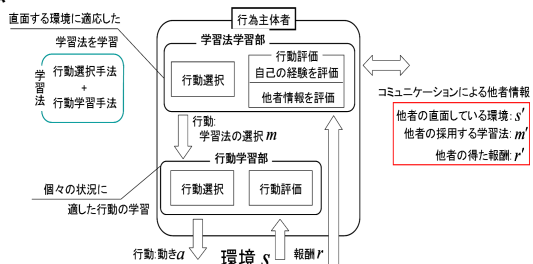 直面する環境に適応した
学習法を学習
学習法
行動選択手法
+
行動学習手法
行為主体者
学習法学習部
行動選択
行動評価
自己の経験を評価
他者情報を評価
コミュニケーションによる他者情報
他者の直面している環境: s′
他者の採用する学習法: m′
他者の得た報酬: r′
行動:
学習法の選択 m
行動学習部
行動選択
行動評価
個々の状況に
適した行動の学習
行動:動きa
環境 s
報酬r